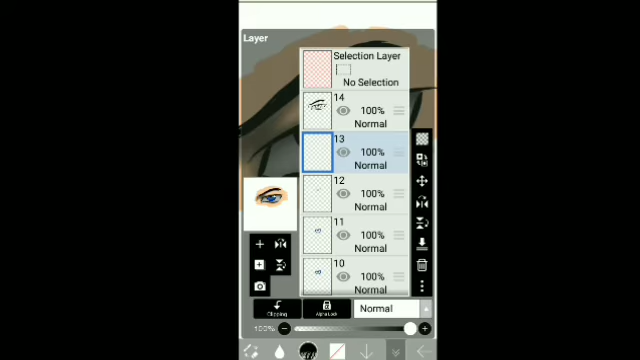 Layer
Selection Layer
No Selection
14
100%
Normal
13
100%
Normal
12
100%
Normal
11
100%
Normal
10
100%
Normal
Clipping
Alpha Lock
Normal
100%